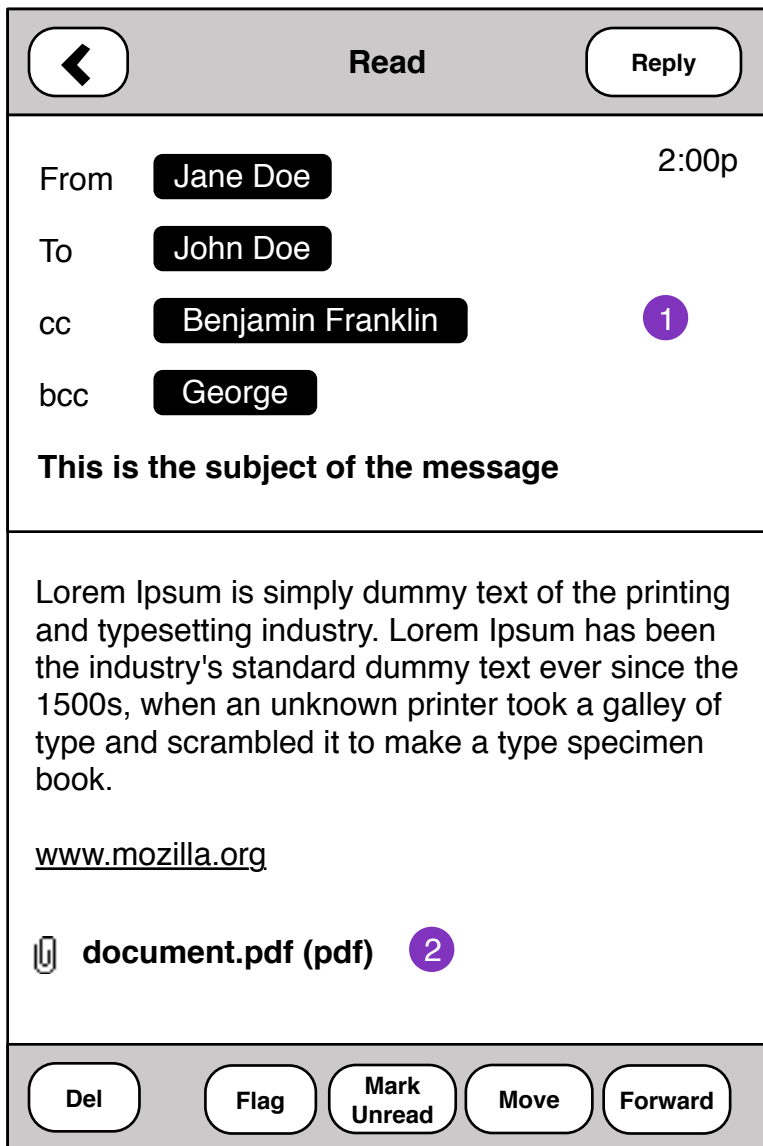 Read
Reply
2:00p
From Jane Doe
To John Doe
cc Benjamin Franklin 1
bcc George
This is the subject of the message
Lorem Ipsum is simply dummy text of the printing
and typesetting industry. Lorem Ipsum has been
the industry's standard dummy text ever since the
1500s, when an unknown printer took a galley of
type and scrambled it to make a type specimen
book.
www.mozilla.org
document.pdf (pdf) 2
Del
Flag
Mark
Unread
Move
Forward